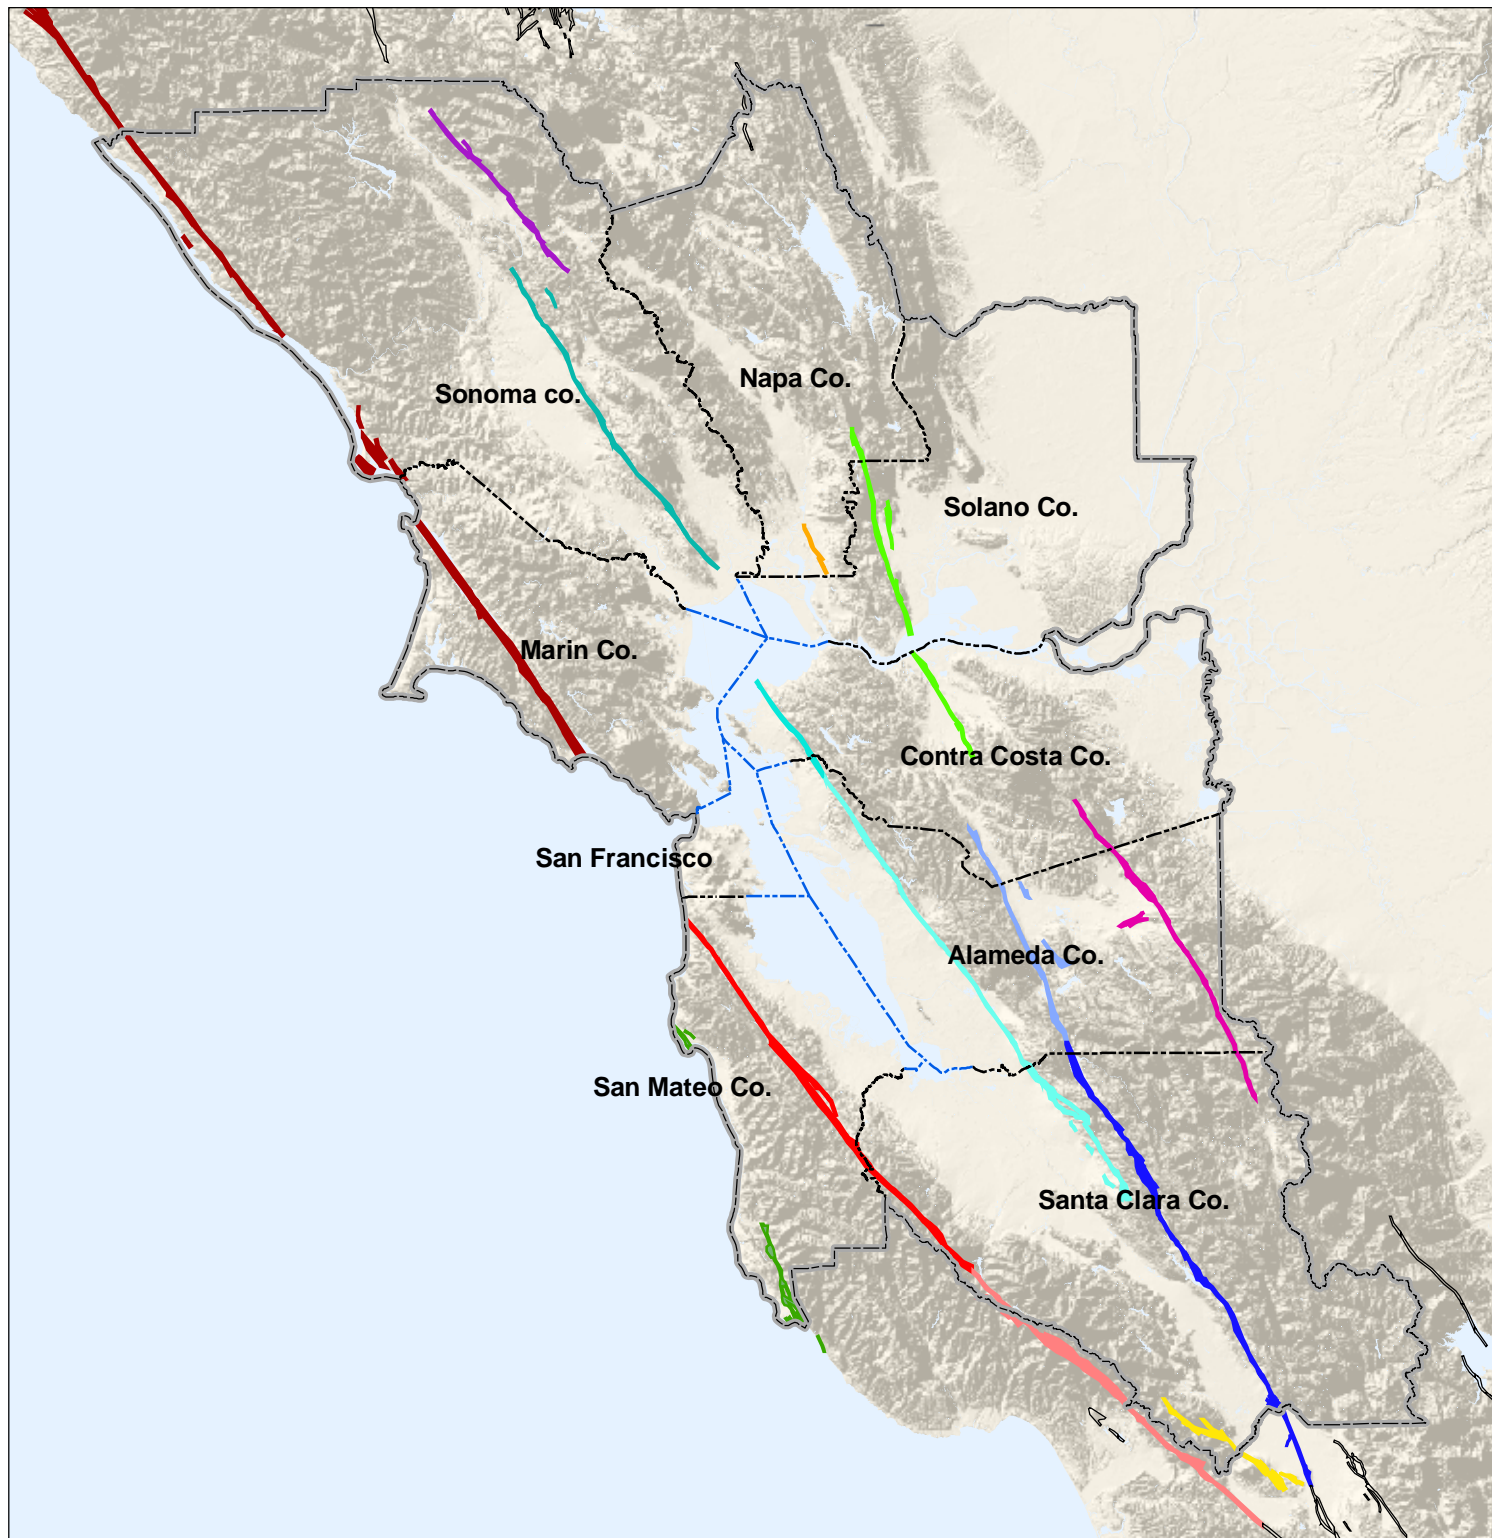 Napa Co.
Sonoma co.
Solano Co.
Marin Co.
Contra Costa Co.
San Francisco
Alameda Co.
San Mateo Co.
Santa Clara Co.